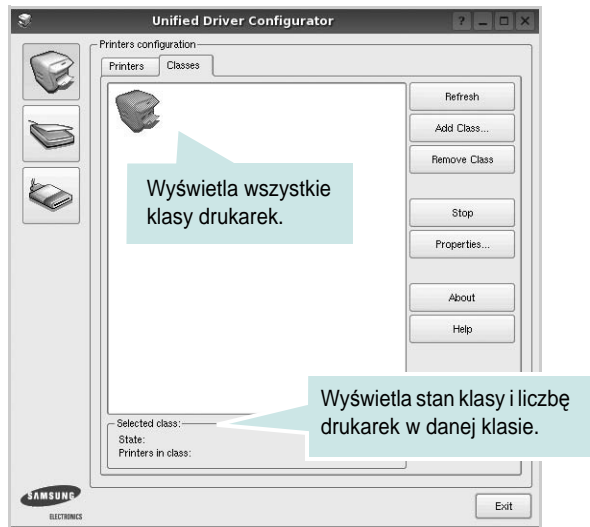 Unified Driver Configurator
Printers configuration
Printers Classes
Refresh
Add Class...
Remove Class
Wyświetla wszystkie
klasy drukarek.
Stop
Properties...
About
Help
Wyświetla stan klasy i liczbę
drukarek w danej klasie.
Selected class:
State:
Printers in class:
SAMSUNG
ELECTRONICS
Exit